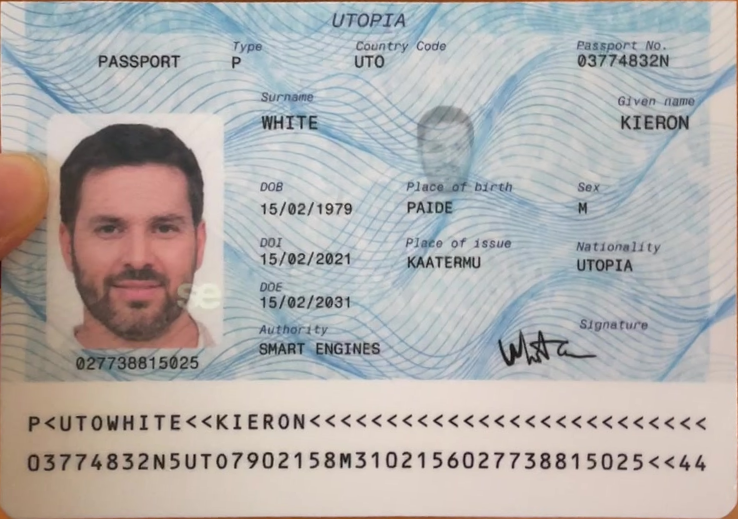 UTOPIA
PASSPORT
Type
P
Country Code
UTO
Passport No.
03774832N
Surname
WHITE
Given name
KIERON
DOB
15/02/1979
Place of birth
PAIDE
Sex
M
DOI
15/02/2021
Place of issue
KAATERMU
Nationality
UTOPIA
DOE
15/02/2031
Authority
SMART ENGINES
Signature
se
027738815025
P<UTOWHITE<<KIERON<<<<<<<<<<<<<<<<<<<<<<<<<<
03774832N5UTO7902158M3102156027738815025<<44